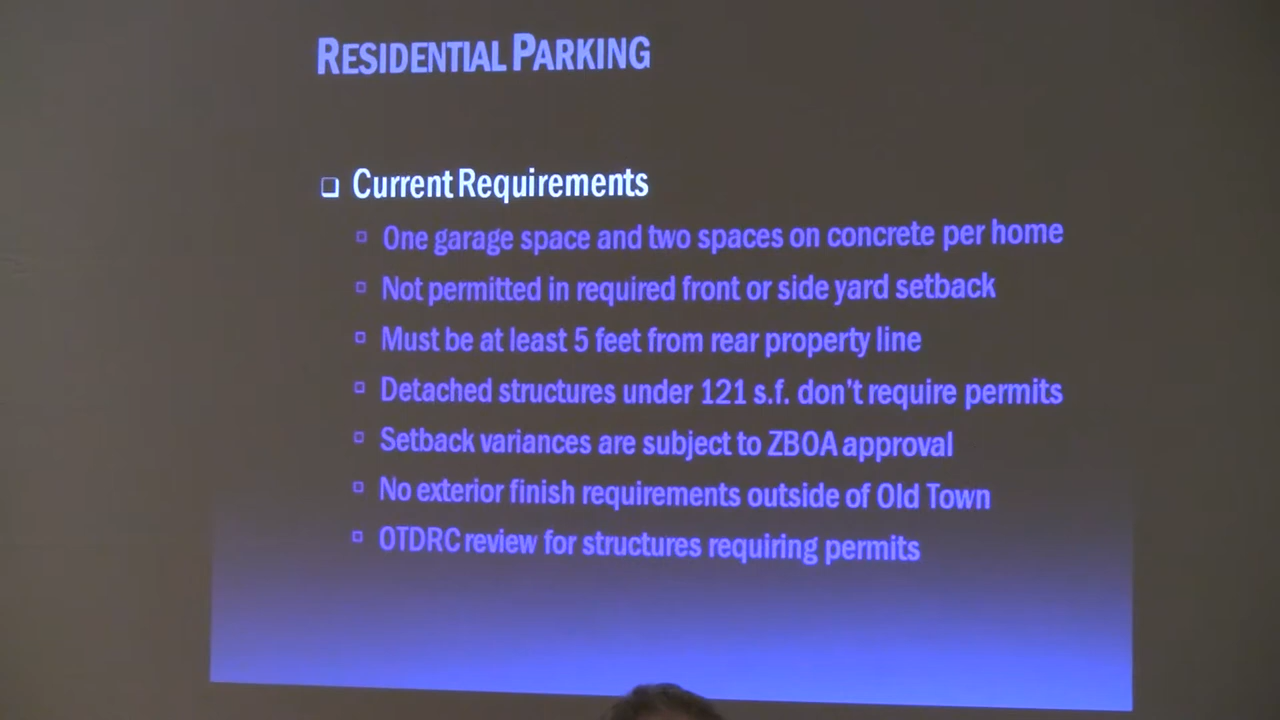 RESIDENTIAL PARKING
Current Requirements
One garage space and two spaces on concrete per home
Not permitted in required front or side yard setback
Must be at least 5 feet from rear property line
Detached structures under 121 s.f. don't require permits
Setback variances are subject to ZBOA approval
No exterior finish requirements outside of Old Town
OTDRC review for structures requiring permits